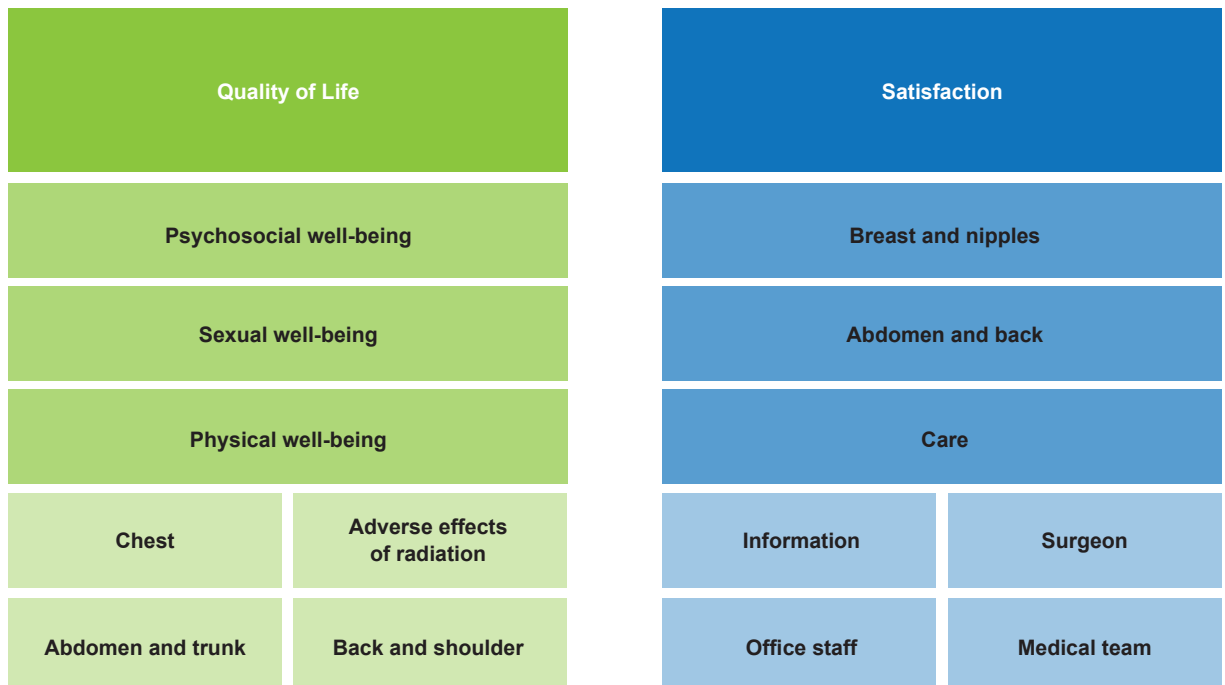 Quality of Life
Psychosocial well-being
Sexual well-being
Physical well-being
Chest
Adverse effects
of radiation
Abdomen and trunk
Back and shoulder
Satisfaction
Breast and nipples
Abdomen and back
Care
Information
Surgeon
Office staff
Medical team